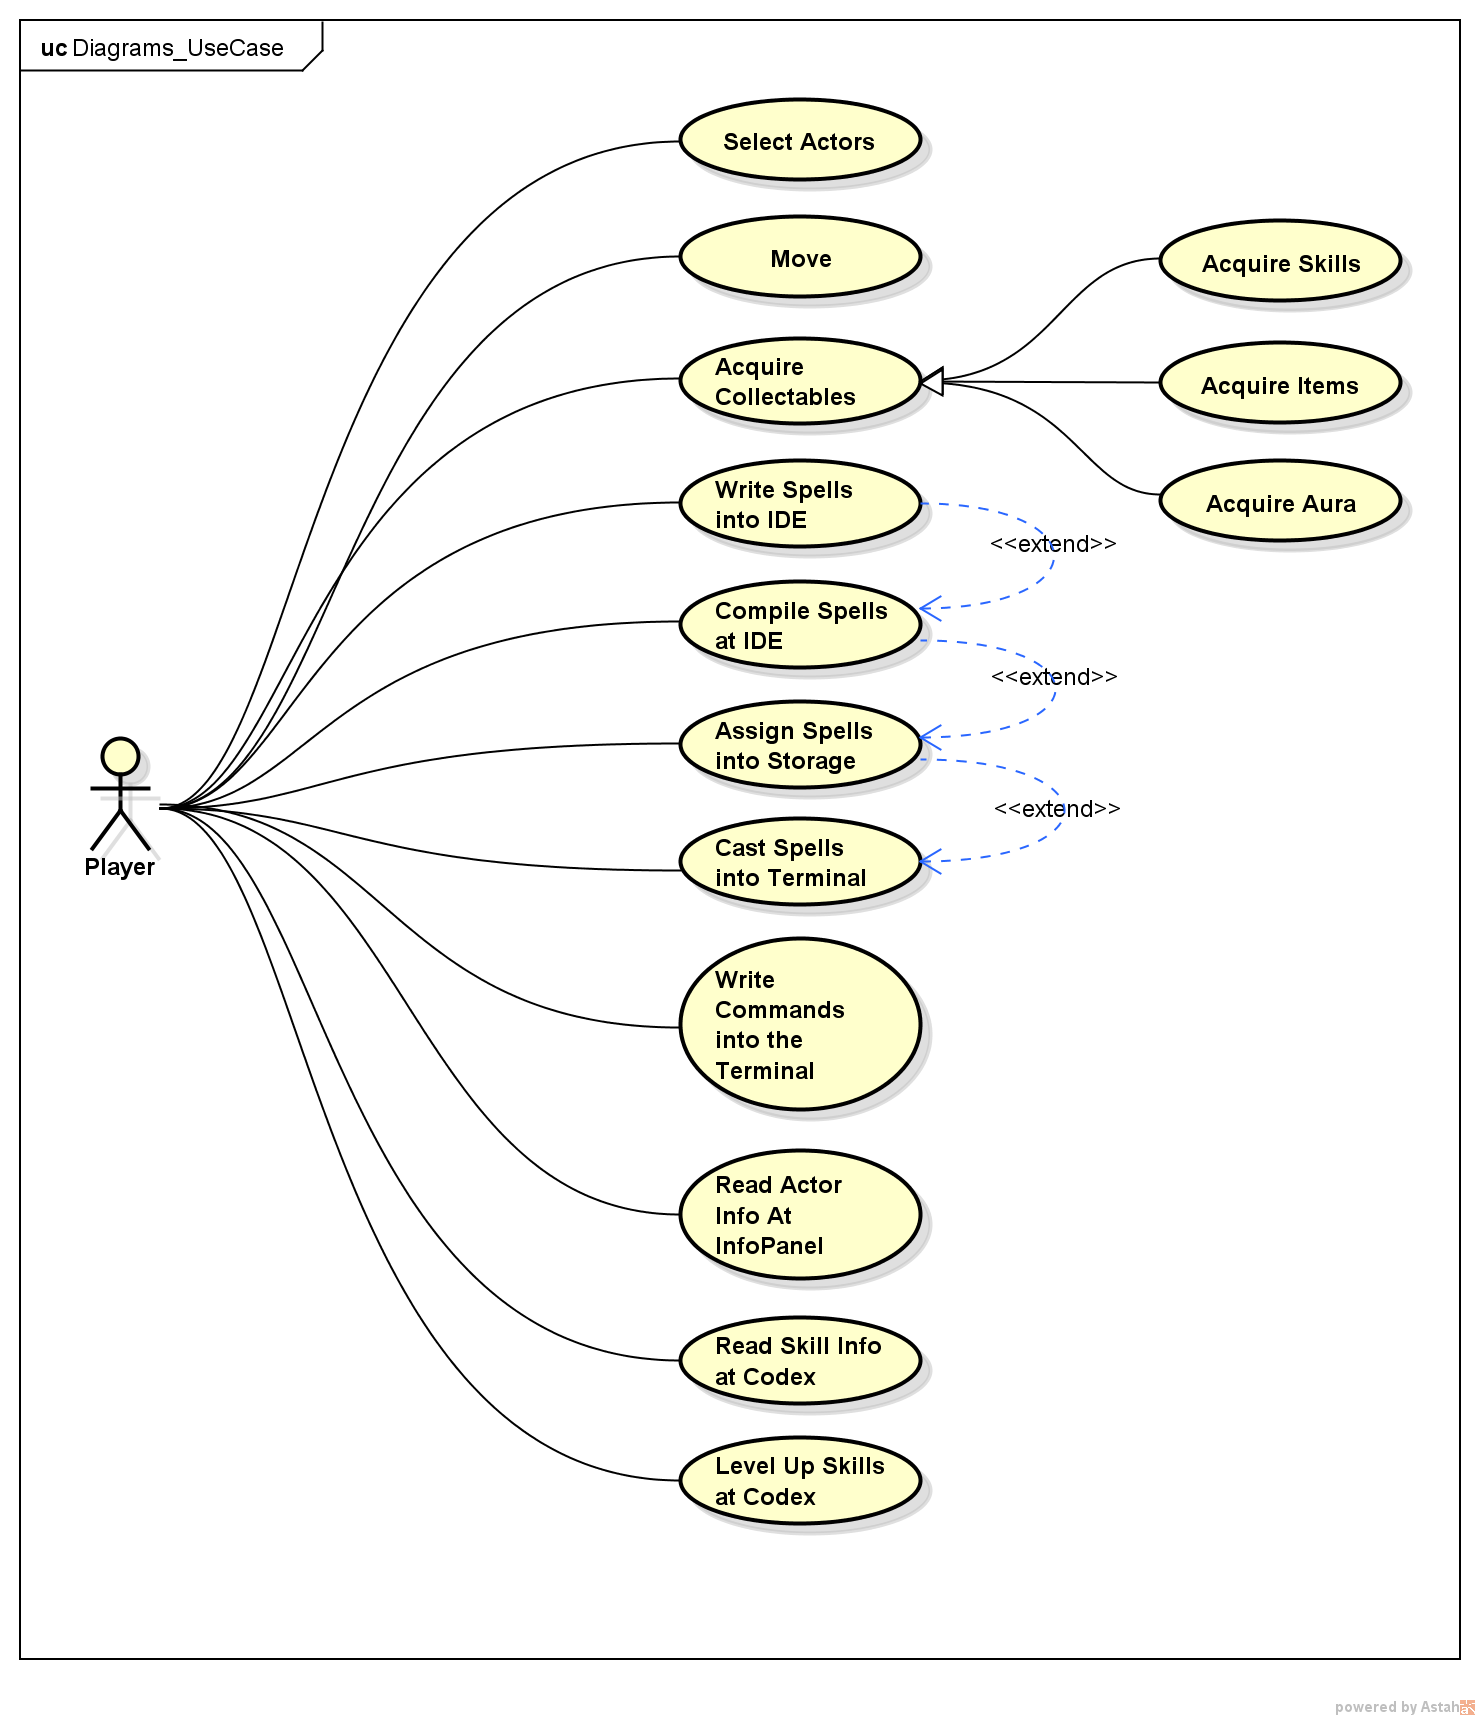 uc Diagrams_UseCase
Select Actors
Move
Acquire Skills
Acquire
Collectables
Acquire Items
Write Spells
into IDE
Acquire Aura
<<extend>>
Compile Spells
at IDE
<<extend>>
Assign Spells
into Storage
<<extend>>
Player
Cast Spells
into Terminal
Write
Commands
into the
Terminal
Read Actor
Info At
InfoPanel
Read Skill Info
at Codex
Level Up Skills
at Codex
powered by Astah